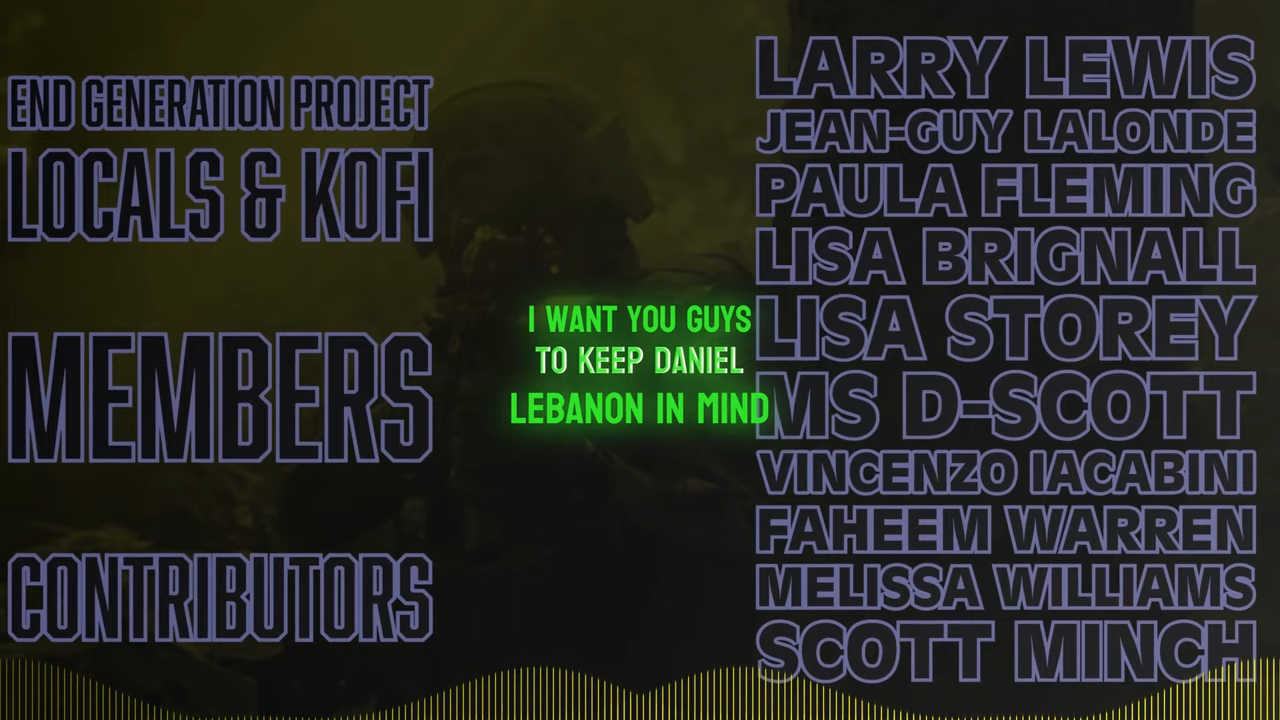 END GENERATION PROJECT
LOCALS & KOFI
MEMBERS
CONTRIBUTORS
I WANT YOU GUYS
TO KEEP DANIEL
LEBANON IN MIND
LARRY LEWIS
JEAN-GUY LALONDE
PAULA FLEMING
LISA BRIGNALL
LISA STOREY
MS D-SCOTT
VINCENZO IACABINI
FAHEEM WARREN
MELISSA WILLIAMS
SCOTT MINCH